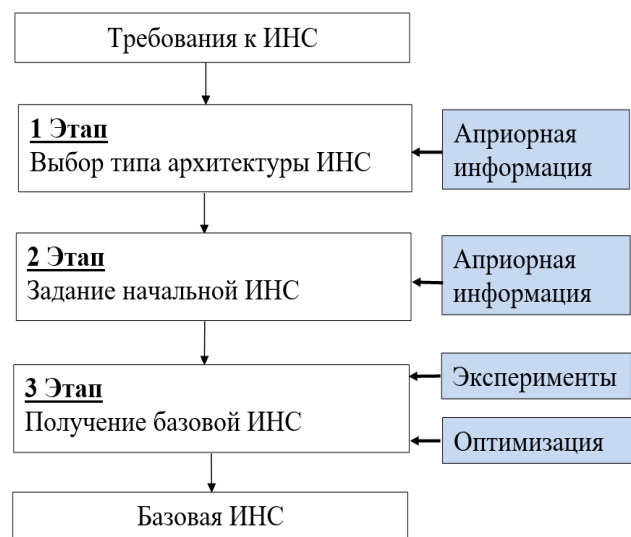 Требования к ИНС
1 Этап
Выбор типа архитектуры ИНС
Априорная
информация
2 Этап
Задание начальной ИНС
Априорная
информация
3 Этап
Получение базовой ИНС
Эксперименты
Оптимизация
Базовая ИНС